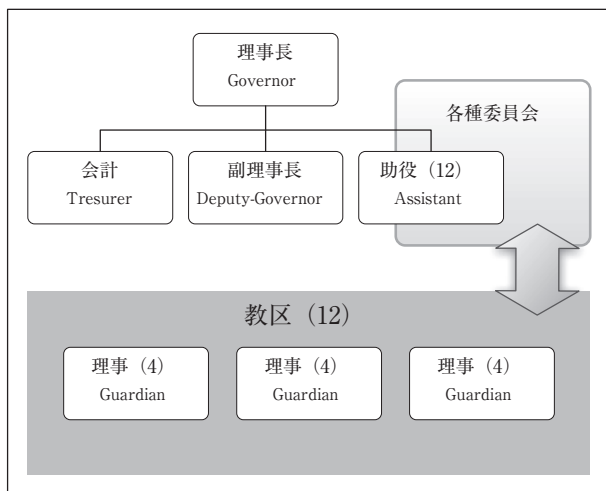 理事長
Governor
各種委員会
会計
Tresurer
副理事長
Deputy-Governor
助役（12）
Assistant
教区（12）
理事（4）
Guardian
理事（4）
Guardian
理事（4）
Guardian